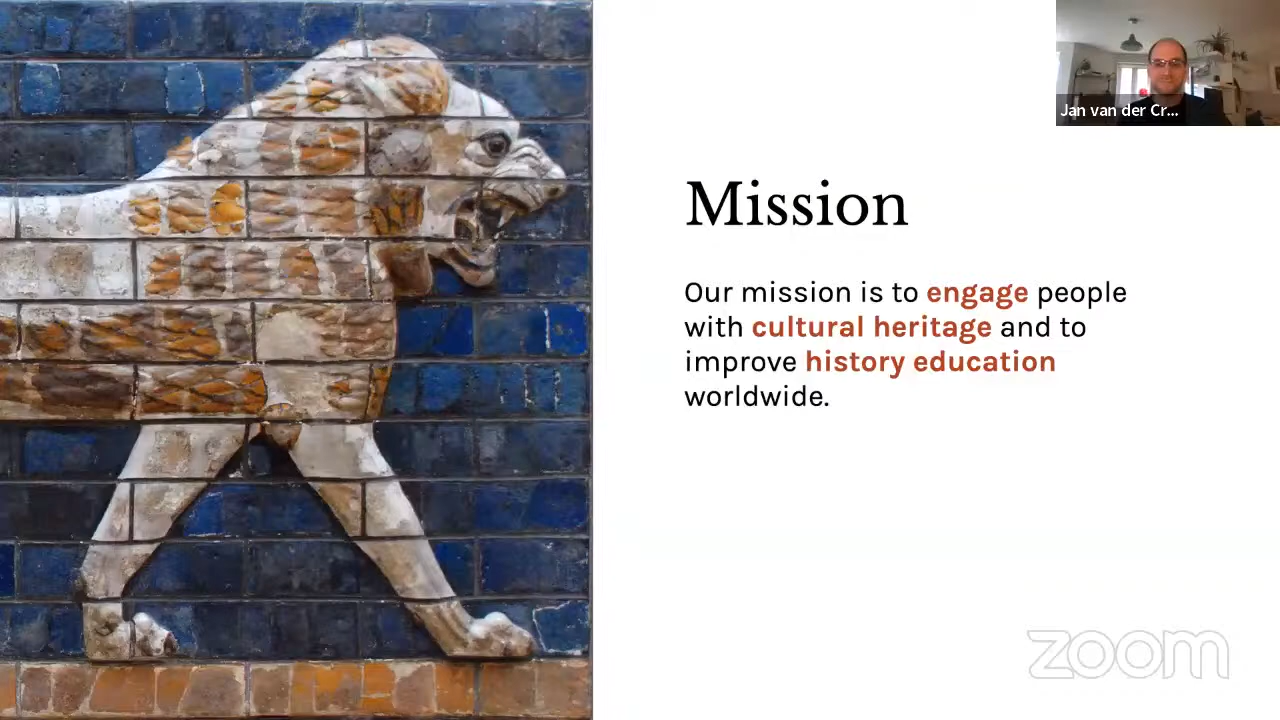 Jan van der Cr...
Mission
Our mission is to engage people
with cultural heritage and to
improve history education
worldwide.
zoom